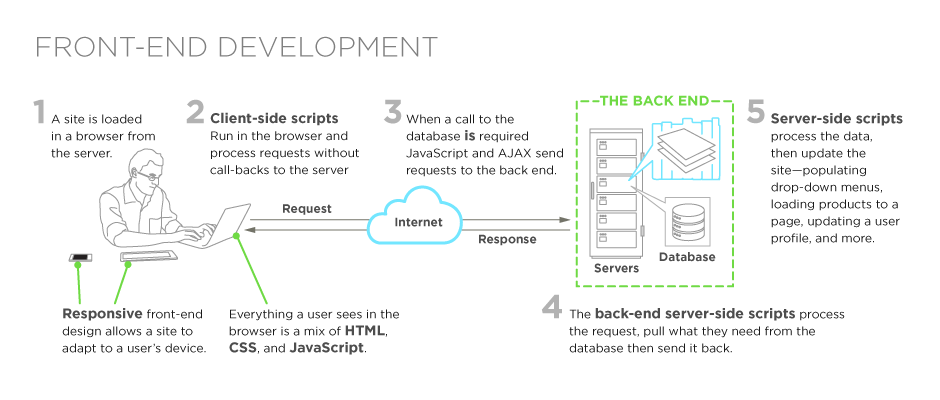 FRONT-END DEVELOPMENT
1
A site is loaded
in a browser from
the server.
2
Client-side scripts
Run in the browser and
process requests without
call-backs to the server
3
When a call to the
database is required
JavaScript and AJAX send
requests to the back end.
THE BACK END
5
Server-side scripts
process the data,
then update the
site—populating
drop-down menus,
loading products to a
page, updating a user
profile, and more.
Request
Internet
Response
Servers
Database
Responsive front-end
design allows a site to
adapt to a user's device.
Everything a user sees in the
browser is a mix of HTML,
CSS, and JavaScript.
4
The back-end server-side scripts process
the request, pull what they need from the
database then send it back.